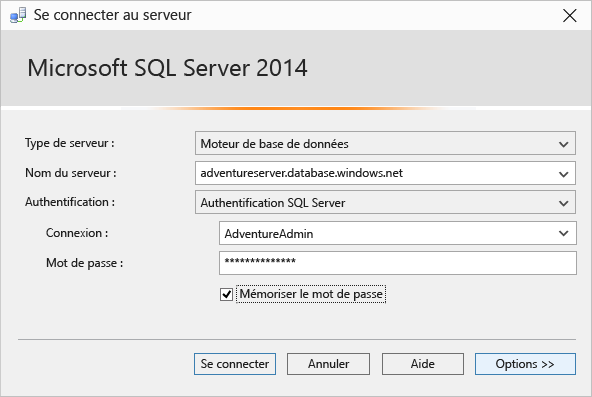 Se connecter au serveur
Microsoft SQL Server 2014
Type de serveur : Moteur de base de données
Nom du serveur : adventureserver.database.windows.net
Authentification : Authentification SQL Server
Connexion : AdventureAdmin
Mot de passe : **************
Mémoriser le mot de passe
Se connecter Annuler Aide Options >>